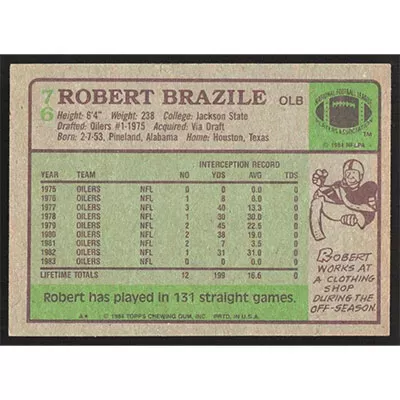 76 ROBERT BRAZILE OLB
Height: 6'4" Weight: 238 College: Jackson State
Drafted: Oilers #1-1975 Acquired: Via Draft
Born: 2-7-53, Pineland, Alabama Home: Houston, Texas
NATIONAL FOOTBALL LEAGUE
PLAYERS ASSOCIATION
TM
© 1984 NFLPA
INTERCEPTION RECORD
YEAR TEAM NO YDS AVG TDS
1975 OILERS NFL 0 0 0.0 0
1976 OILERS NFL 1 8 8.0 0
1977 OILERS NFL 3 40 13.3 0
1978 OILERS NFL 1 30 30.0 0
1979 OILERS NFL 2 45 22.5 0
1980 OILERS NFL 2 38 19.0 0
1981 OILERS NFL 2 7 3.5 0
1982 OILERS NFL 1 31 31.0 0
1983 OILERS NFL 0 0 0.0 0
LIFETIME TOTALS 12 199 16.6 0
ROBERT
WORKS AT
A CLOTHING
SHOP
DURING THE
OFF-SEASON.
Robert has played in 131 straight games.
A* © 1984 TOPPS CHEWING GUM, INC. PRTD. IN U.S.A.